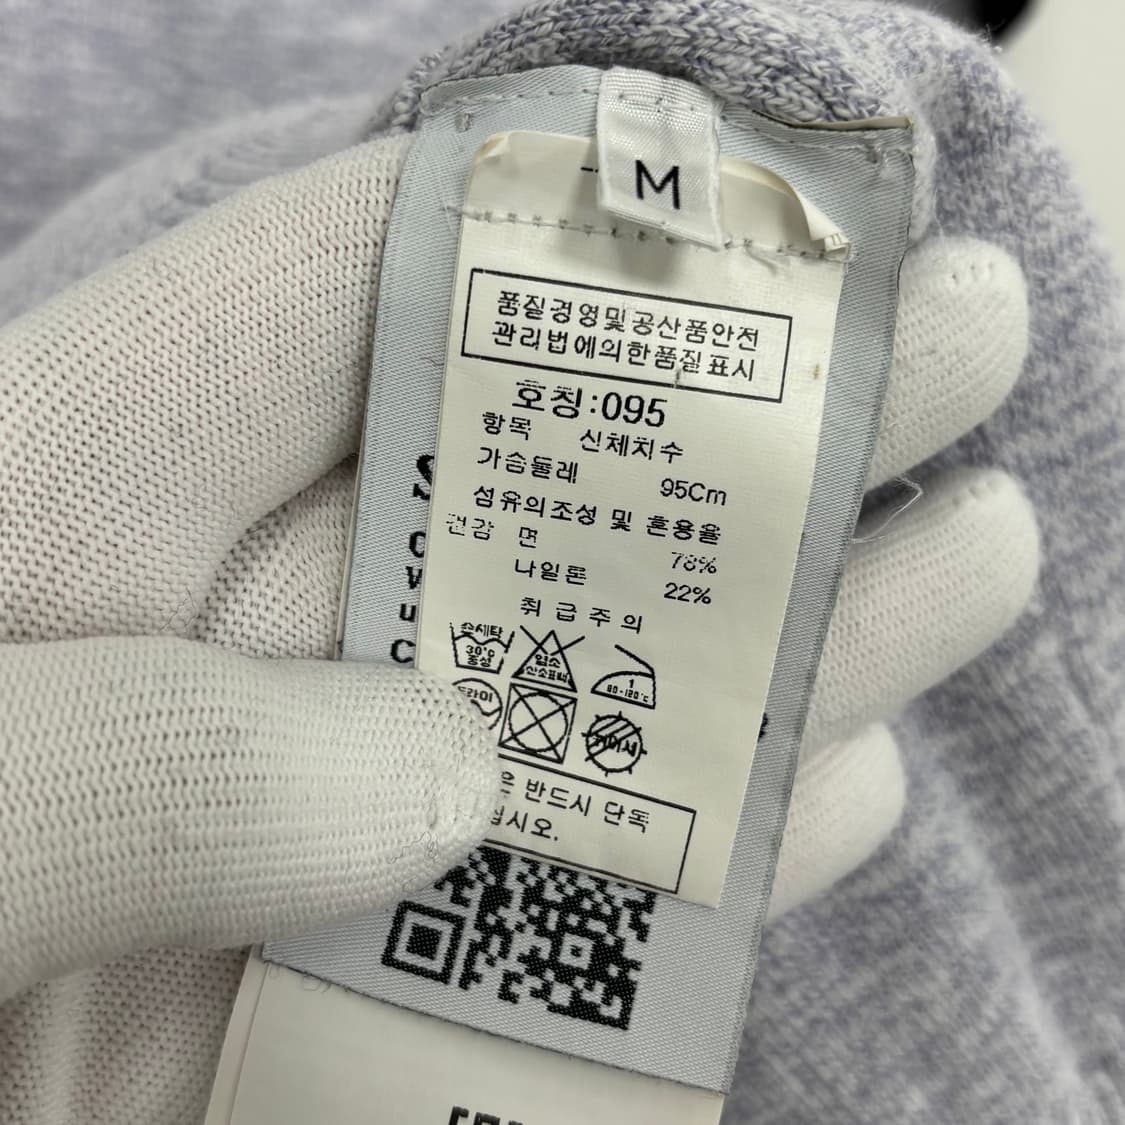 M
품질경영및공산품안전
관리법에의한품질표시
호칭:095
항목 신체치수
가슴둘레 95Cm
섬유의조성 및 혼용율
겉감 면 78%
나일론 22%
취급주의
손세탁
30°c
중성
염소
산소표백
1
80-120°c
드라이
은 반드시 단독
십시오.